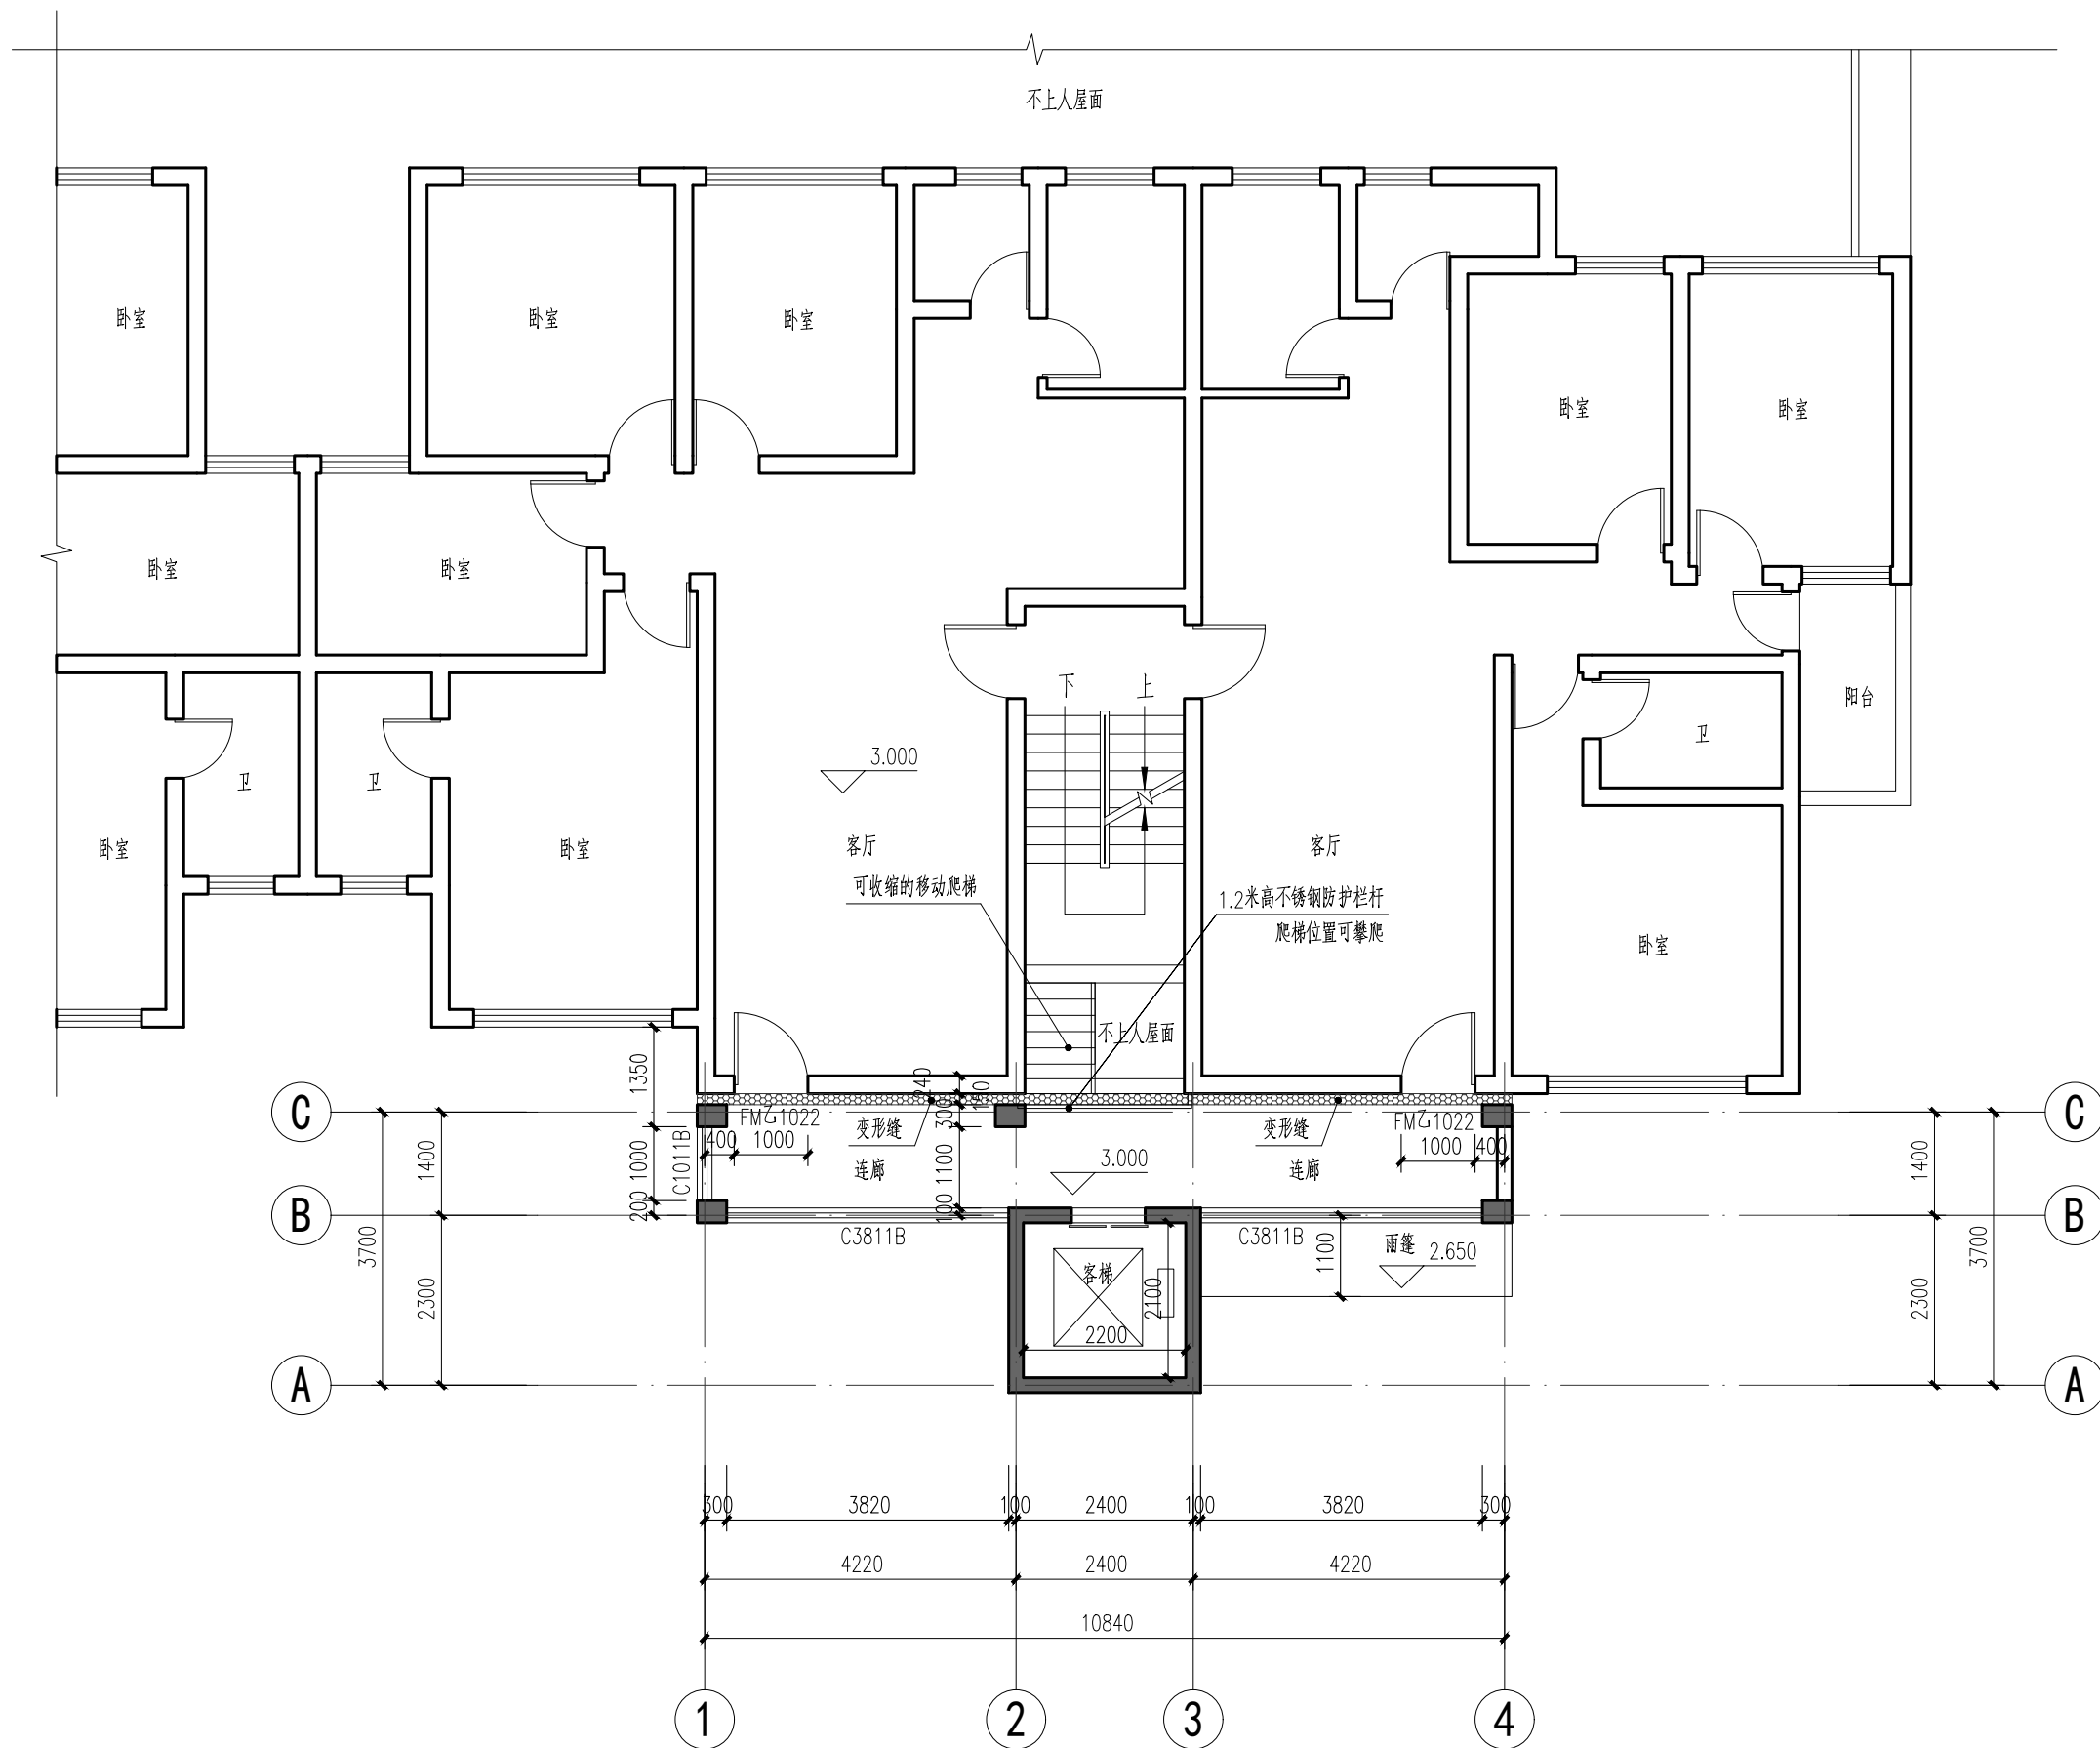 不上人屋面
卧室
卧室
卧室
卧室
卧室
卧室
卧室
下
上
阳台
卫
3.000
卫
卫
卧室
卧室
客厅
客厅
可收缩的移动爬梯
1.2米高不锈钢防护栏杆
爬梯位置可攀爬
卧室
不上人屋面
1350
240
150
C
300
C
FM乙1022
变形缝
变形缝
FM乙1022
400
1000
1000
400
1400
1000
C1011B
连廊
1100
3.000
连廊
1400
B
200
100
B
3700
C3811B
C3811B
1100
雨篷
2.650
3700
2300
客梯
2100
2300
2200
A
A
300
3820
100
2400
100
3820
300
4220
2400
4220
10840
1
2
3
4